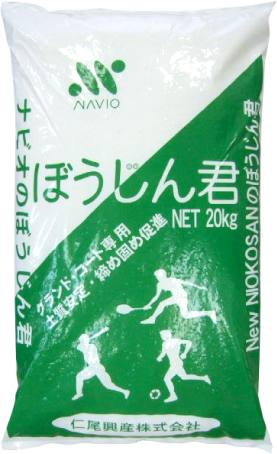 NAVIO
ナビオのぼうじん君
ぼうじん君
NET 20kg
グランド・コート専用
土肌安定・締め固め促進
New NIOKOSANのぼうじん君
仁尾興産株式会社